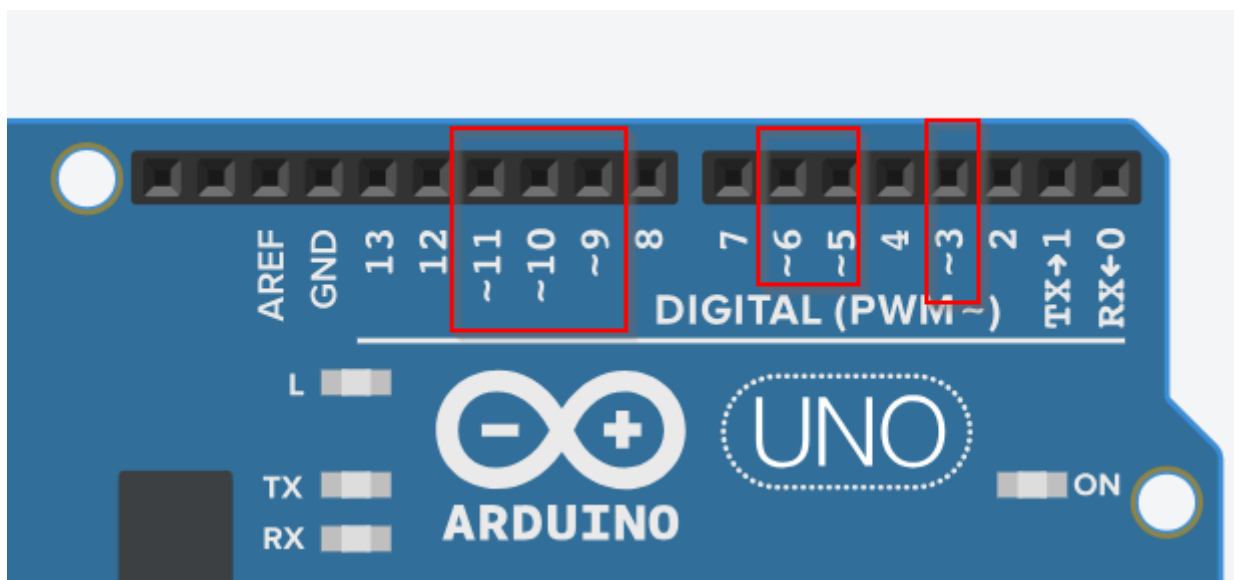 AREF
GND
13
12
~11
~10
~9
8
7
~6
~5
4
~3
2
TX→1
RX←0
DIGITAL (PWM ~)
L
TX
RX
ARDUINO
UNO
ON